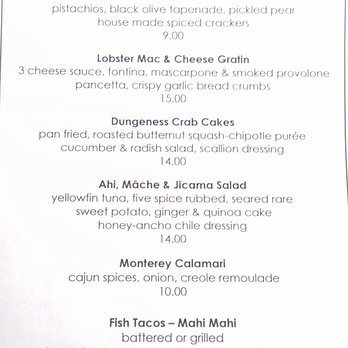 pistachios, black olive tapenade, pickled pear
house made spiced crackers
9.00
Lobster Mac & Cheese Gratin
3 cheese sauce, fontina, mascarpone & smoked provolone
pancetta, crispy garlic bread crumbs
15.00
Dungeness Crab Cakes
pan fried, roasted butternut squash-chipotle purée
cucumber & radish salad, scallion dressing
14.00
Ahi, Mâche & Jicama Salad
yellowfin tuna, five spice rubbed, seared rare
sweet potato, ginger & quinoa cake
honey-ancho chile dressing
14.00
Monterey Calamari
cajun spices, onion, creole remoulade
10.00
Fish Tacos – Mahi Mahi
battered or grilled